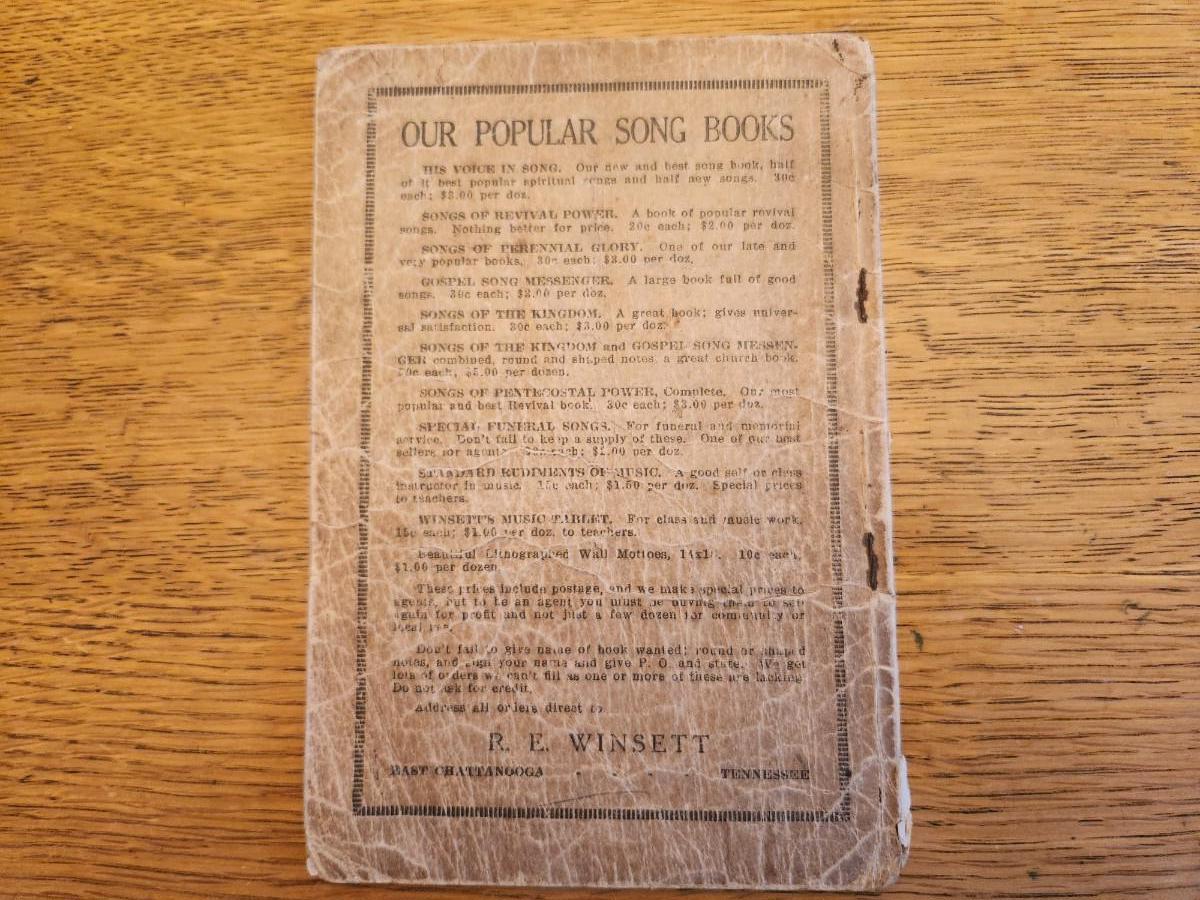 OUR POPULAR SONG BOOKS
HIS VOICE IN SONG. Our new and best song book, half
of it best popular spiritual songs and half new songs. 30c
each; $3.00 per doz.
SONGS OF REVIVAL POWER. A book of popular revival
songs. Nothing better for price. 20c each; $2.00 per doz.
SONGS OF PERENNIAL GLORY. One of our late and
very popular books. 30c each; $3.00 per doz.
GOSPEL SONG MESSENGER. A large book full of good
songs. 30c each; $3.00 per doz.
SONGS OF THE KINGDOM. A great book; gives univer-
sal satisfaction. 30c each; $3.00 per doz.
SONGS OF THE KINGDOM and GOSPEL SONG MESSEN-
GER combined, round and shaped notes, a great church book.
each, $5.00 per dozen.
SONGS OF PENTECOSTAL POWER, Complete. Our most
popular and best Revival book. 30c each; $3.00 per doz.
SPECIAL FUNERAL SONGS. For funeral and memorial
service. Don't fail to keep a supply of these. One of our best
sellers for agents. each; per doz.
STANDARD RUDIMENTS OF MUSIC. A good self or class
instructor in music. 15c each; $1.50 per doz. Special prices
to teachers.
WINSETT'S MUSIC TABLET. For class and music work.
15c each; $1.00 per doz. to teachers.
Beautiful Lithographed Wall Mottoes, 10c each,
$1.00 per dozen
These prices include postage, and we make special prices to
agents, but to be an agent you must be buying them to sell
again for profit and not just a few dozen for community or
local use.
Don't fail to give name of book wanted; round or shaped
notes, and sign your name and give P. O. and state. We get
lots of orders we can't fill as one or more of these are lacking.
Do not ask for credit.
Address all orders direct to
R. E. WINSETT
EAST CHATTANOOGA - - - - TENNESSEE